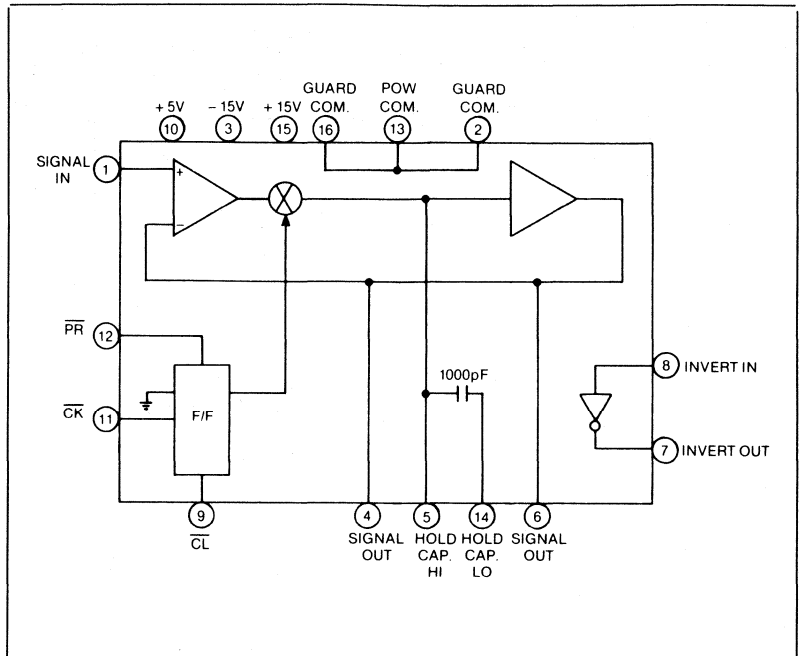 GUARD POW GUARD
+ 5V – 15V + 15V COM. COM. COM.
10 3 15 16 13 2
SIGNAL IN 1
+
–
PR 12
1000pF
8 INVERT IN
CK 11
F/F
7 INVERT OUT
9 4 5 14 6
CL
SIGNAL HOLD HOLD SIGNAL
OUT CAP. CAP. OUT
HI LO